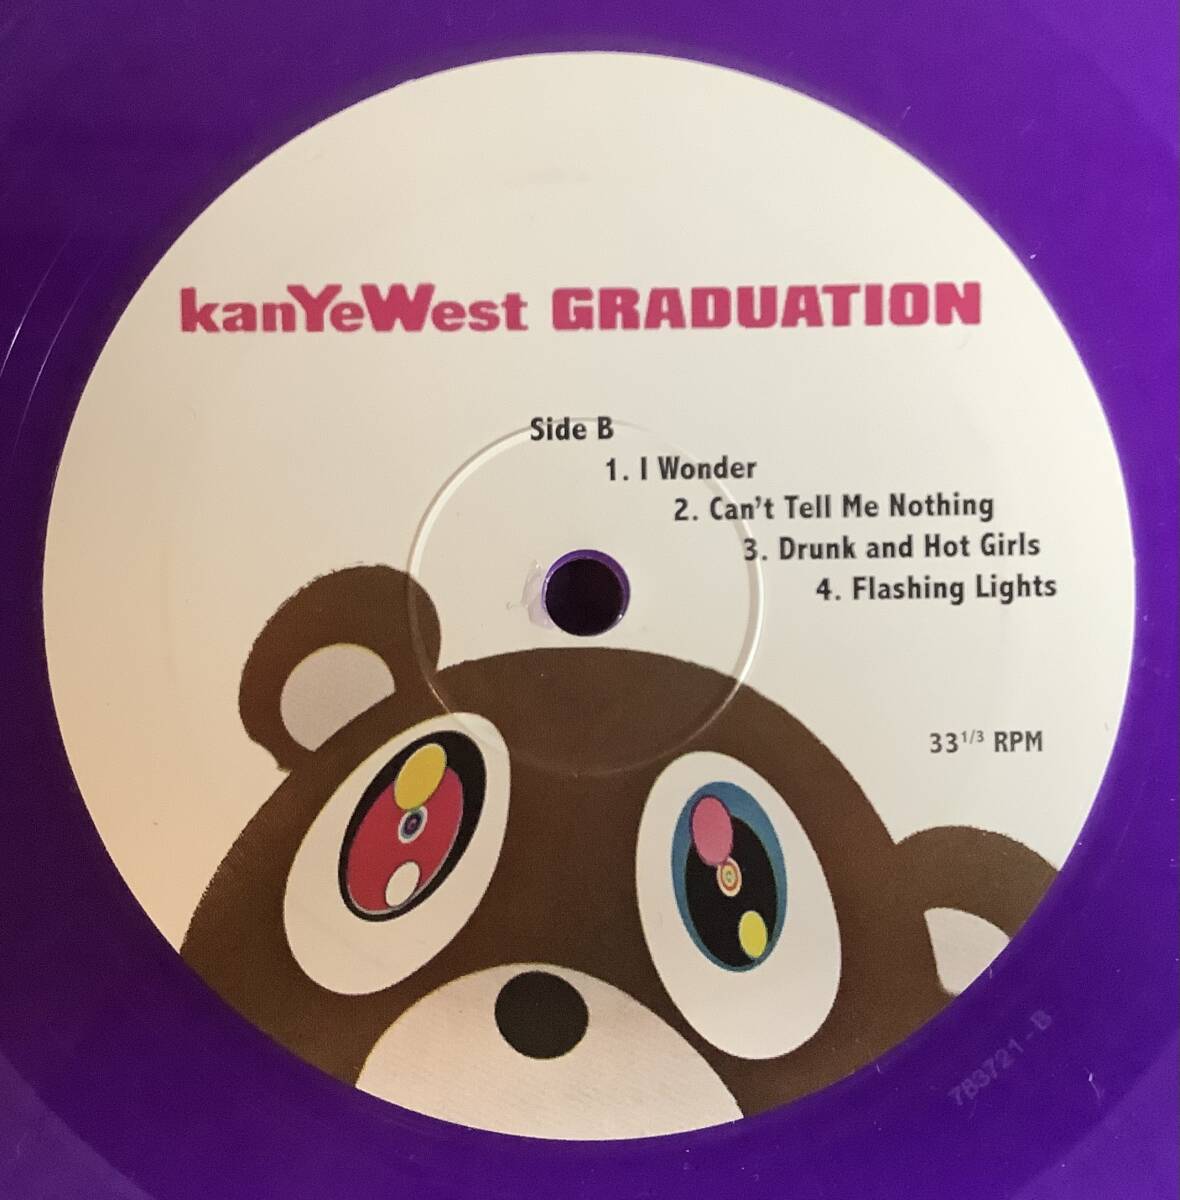 kanYeWest GRADUATION
Side B
1. I Wonder
2. Can't Tell Me Nothing
3. Drunk and Hot Girls
4. Flashing Lights
33 1/3 RPM
783721-B